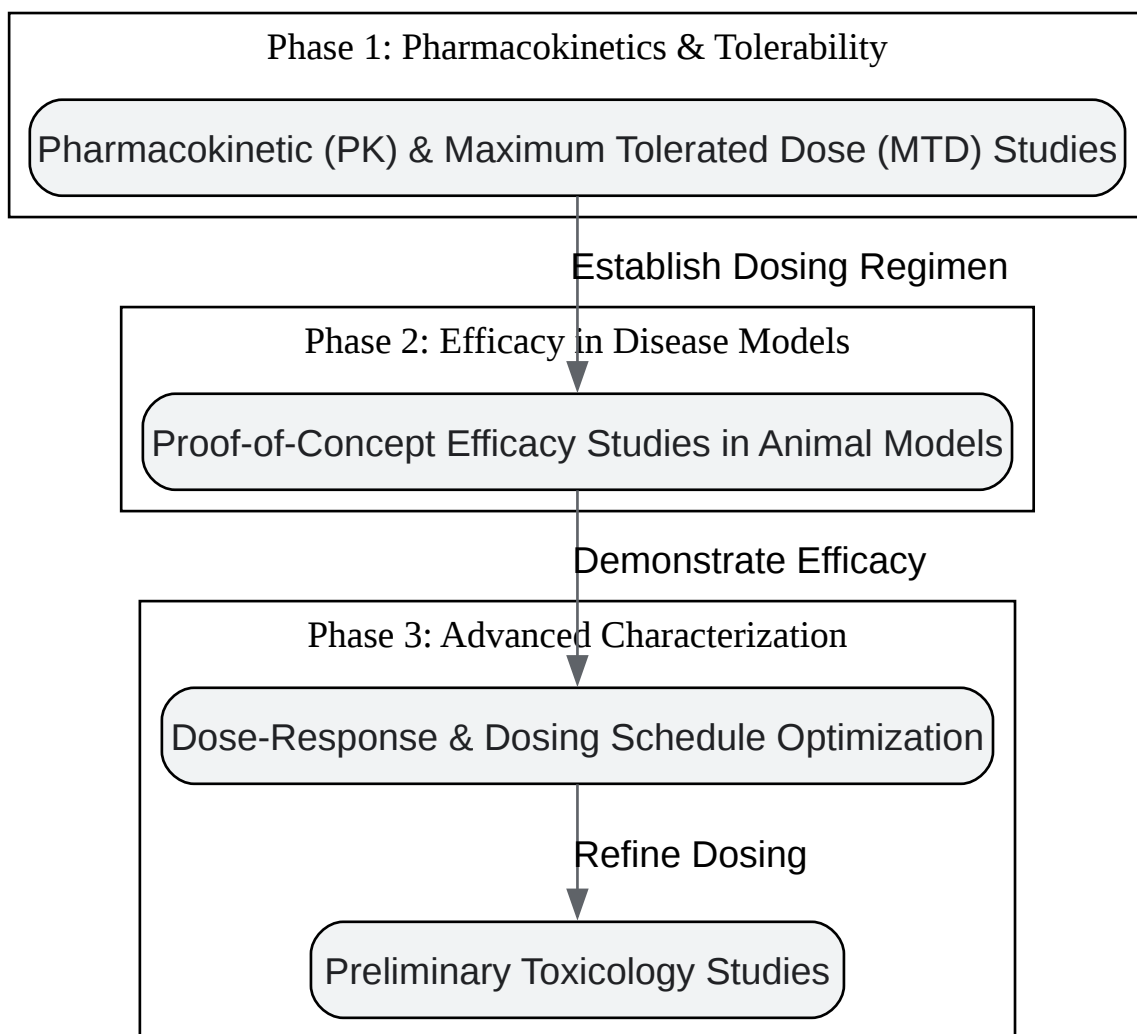 Phase 1: Pharmacokinetics & Tolerability
Pharmacokinetic (PK) & Maximum Tolerated Dose (MTD) Studies
Establish Dosing Regimen
Phase 2: Efficacy in Disease Models
Proof-of-Concept Efficacy Studies in Animal Models
Demonstrate Efficacy
Phase 3: Advanced Characterization
Dose-Response & Dosing Schedule Optimization
Refine Dosing
Preliminary Toxicology Studies